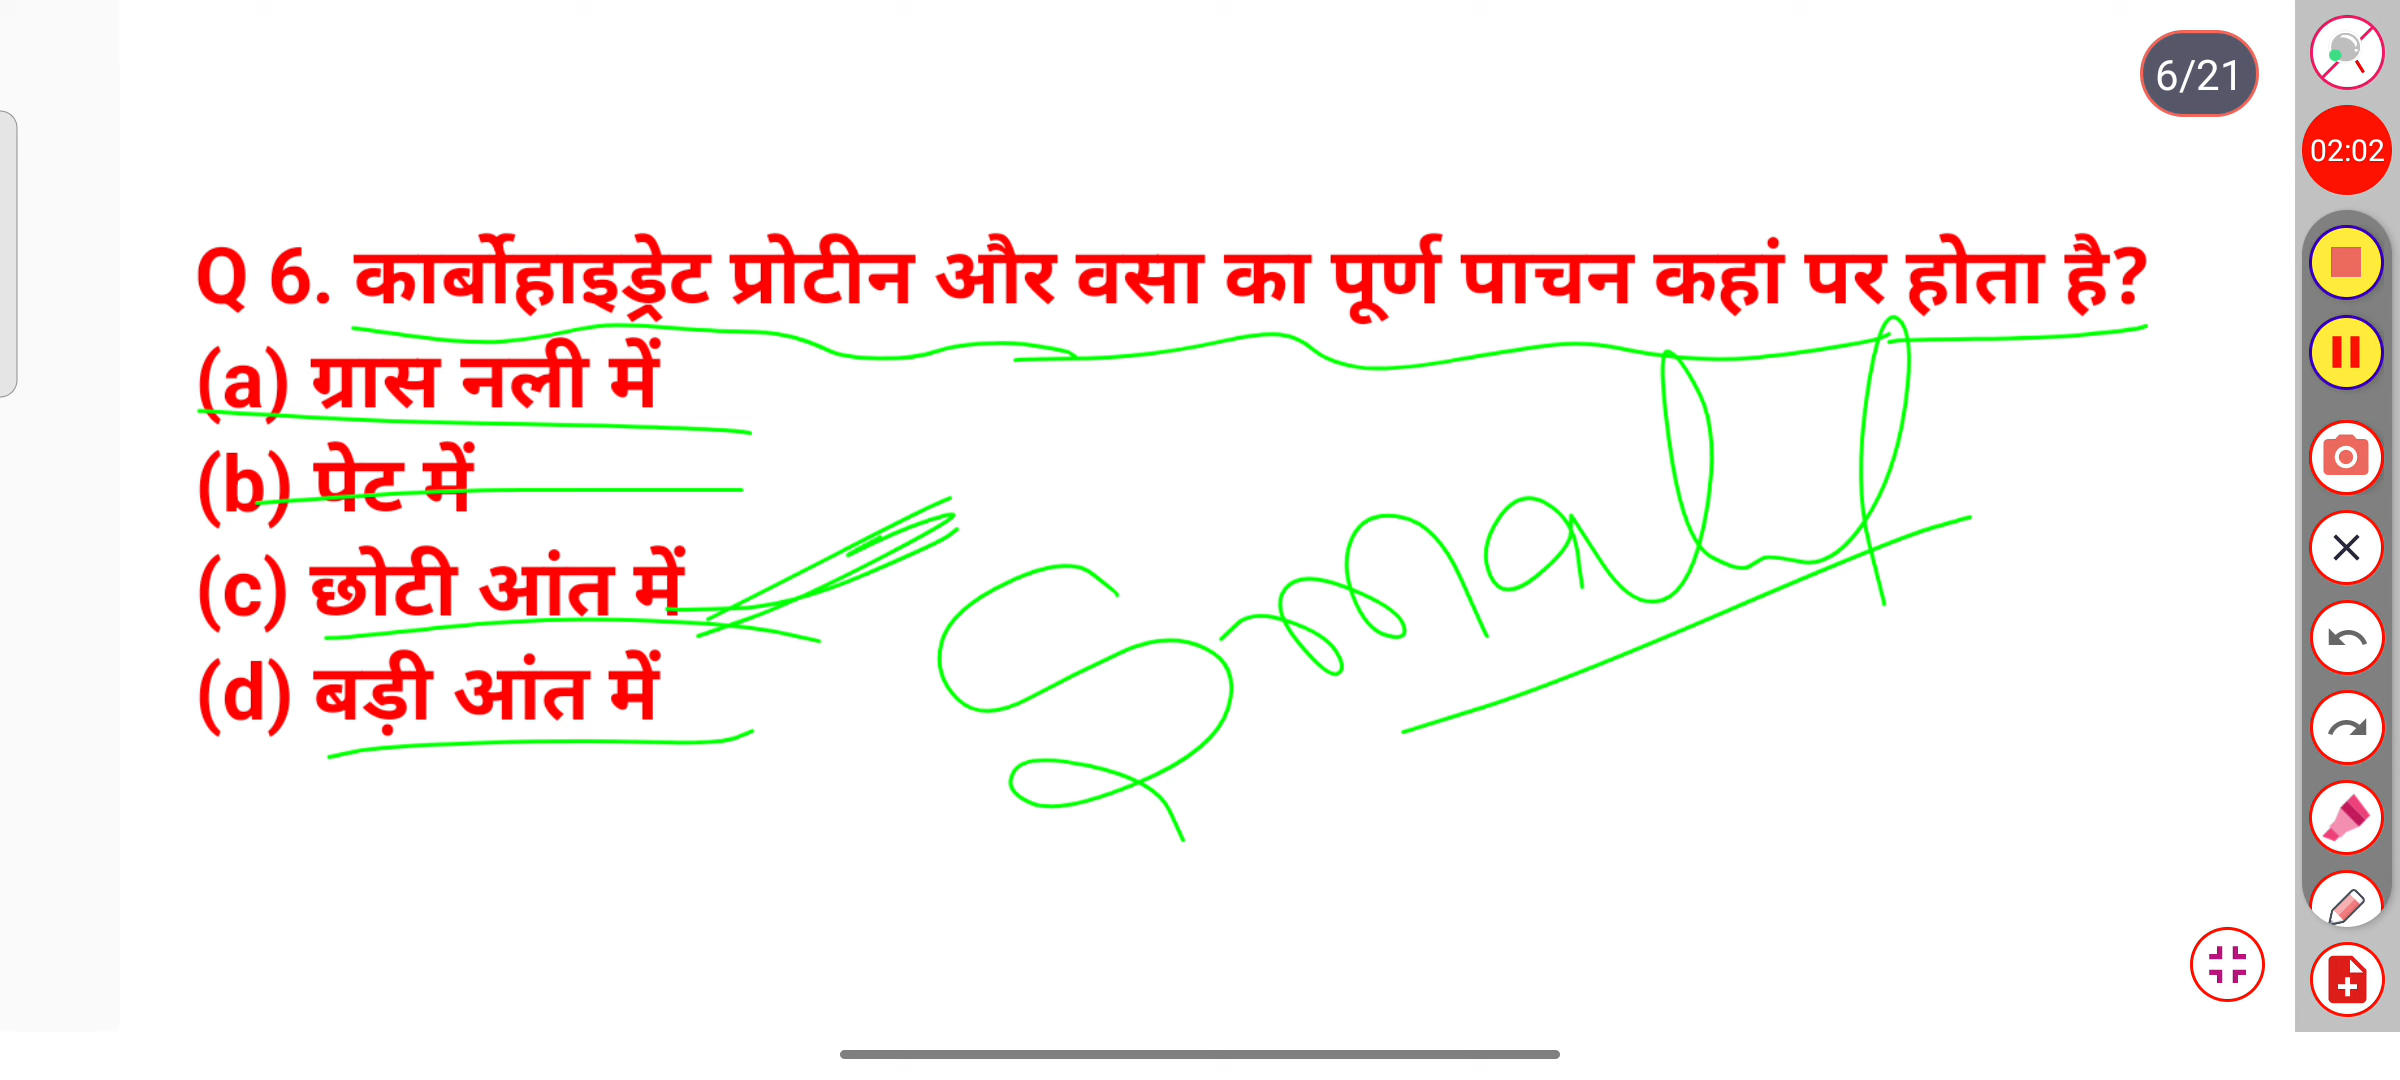 6/21
02:02
Q 6. कार्बोहाइड्रेट प्रोटीन और वसा का पूर्ण पाचन कहां पर होता है?
(a) ग्रास नली में
(b) पेट में
(c) छोटी आंत में
(d) बड़ी आंत में
Small